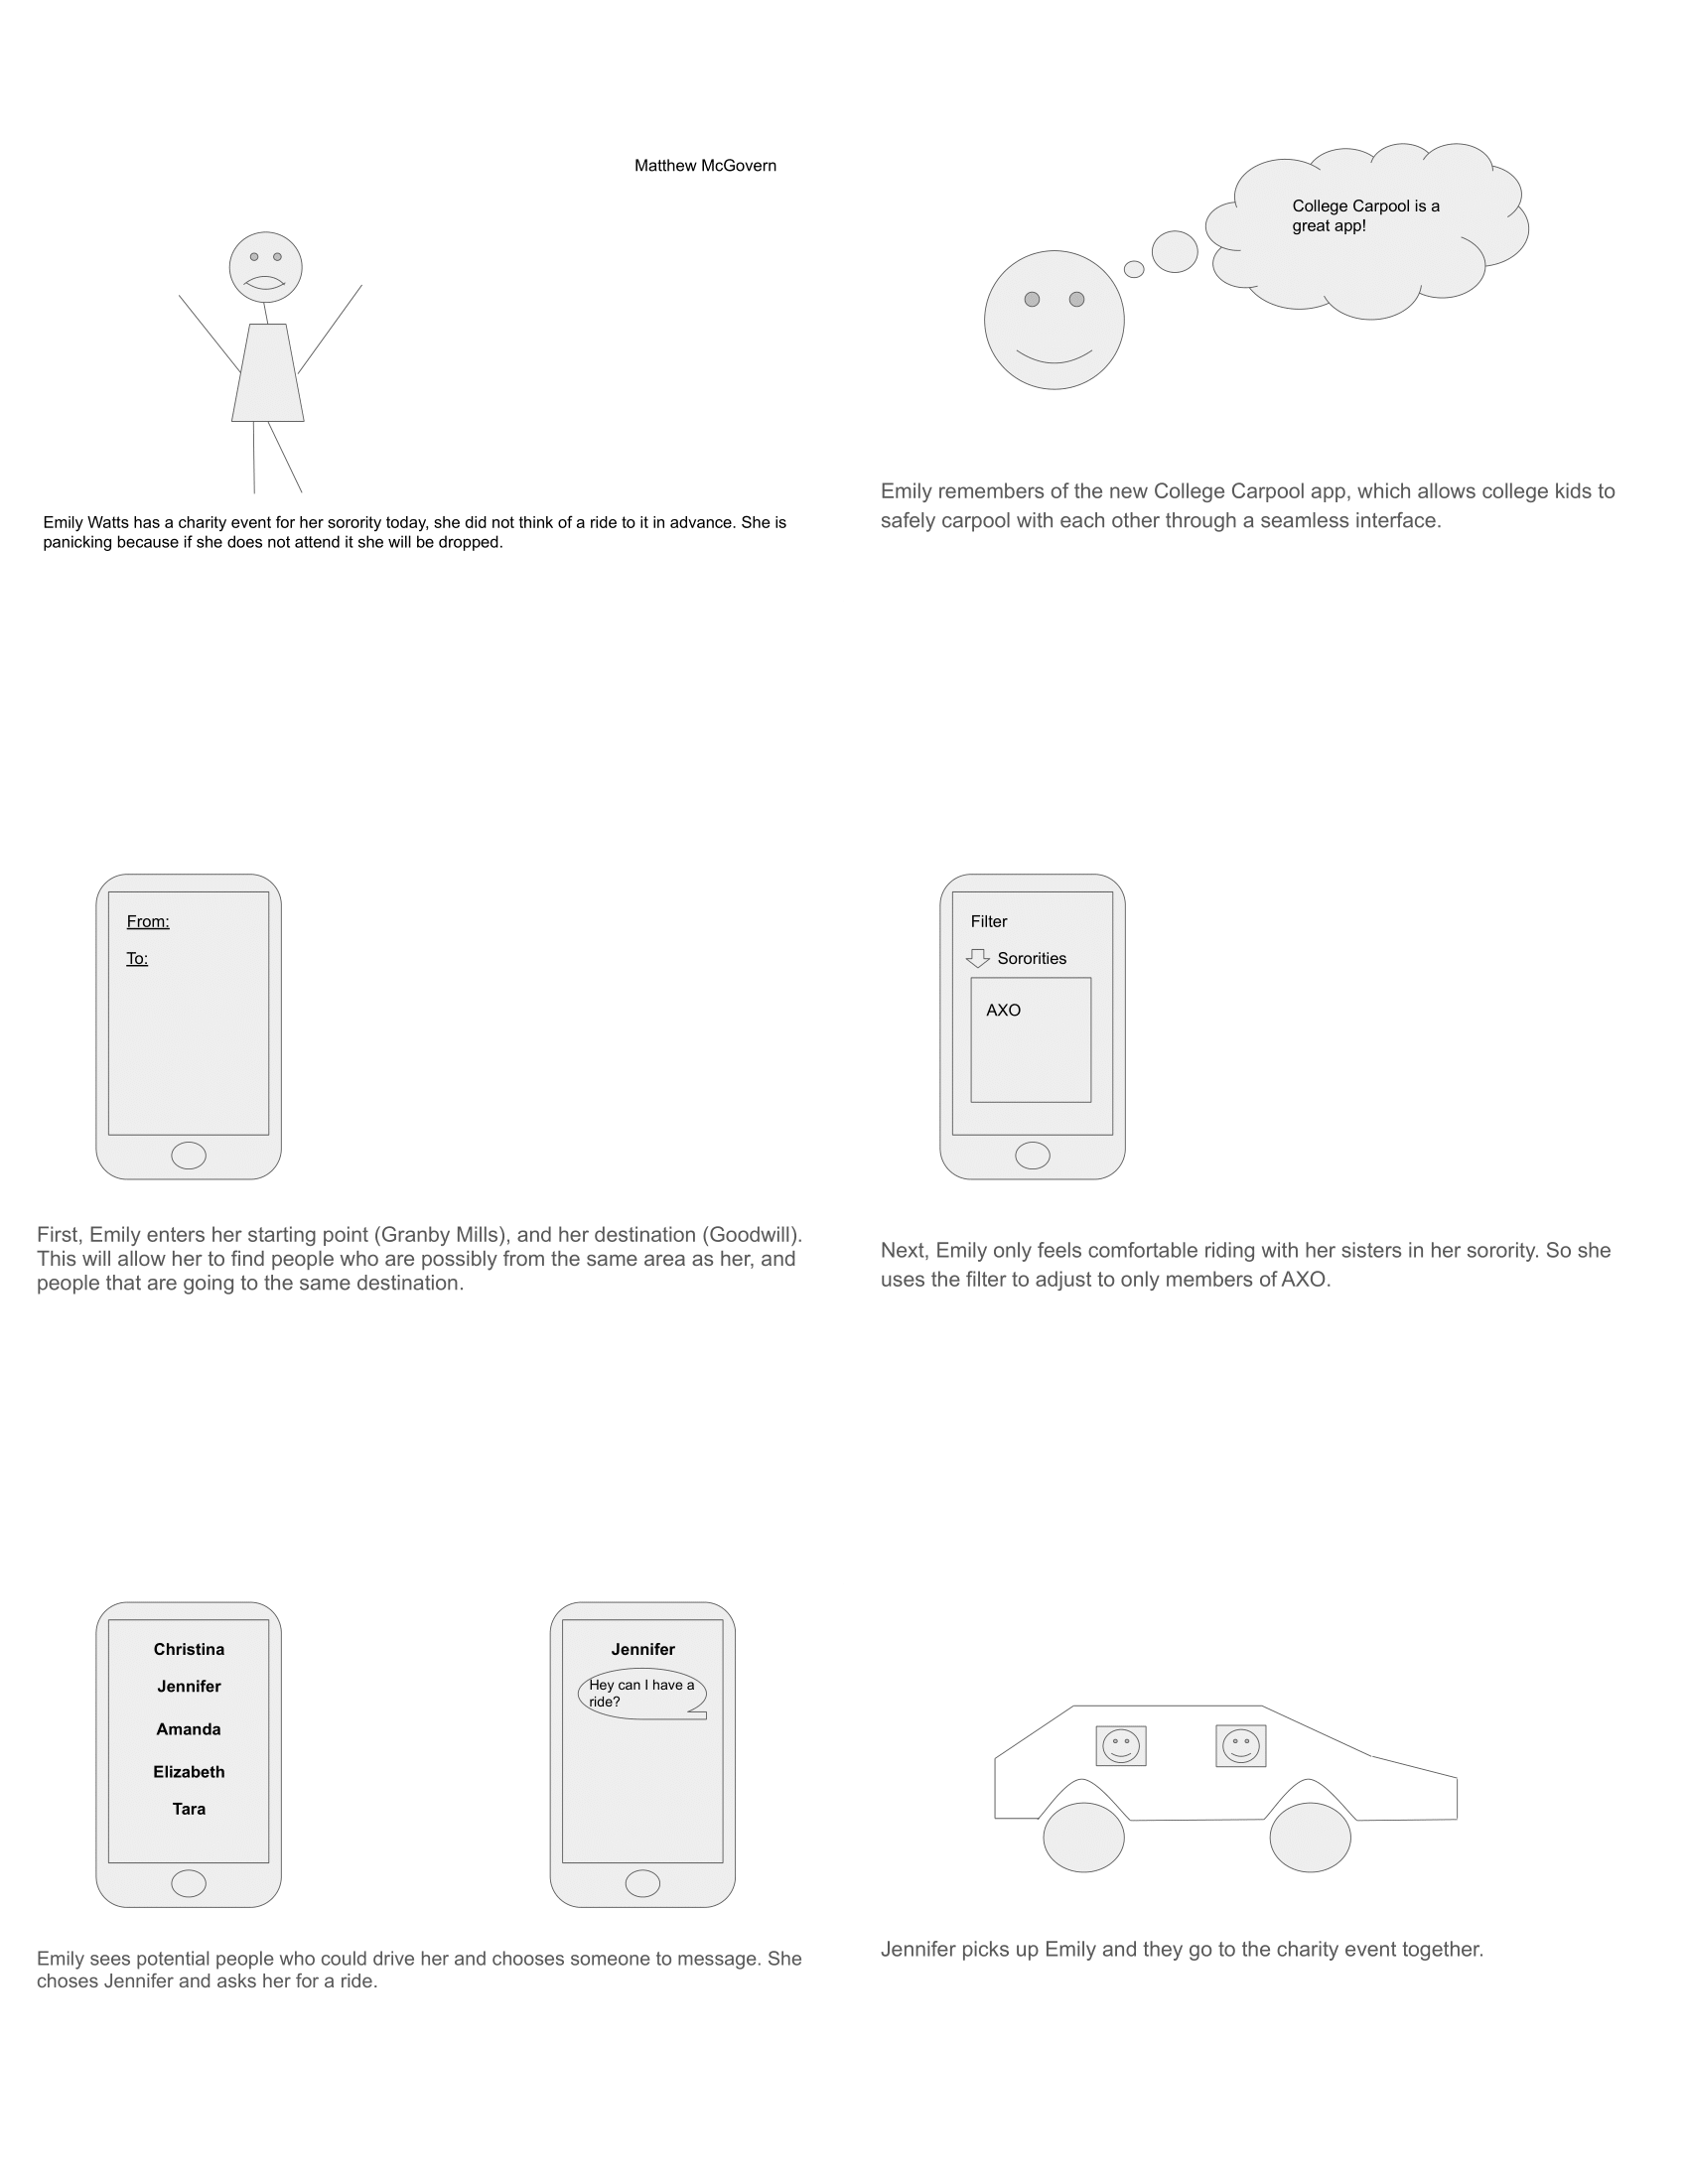 Matthew McGovern
Emily Watts has a charity event for her sorority today, she did not think of a ride to it in advance. She is
panicking because if she does not attend it she will be dropped.
College Carpool is a
great app!
Emily remembers of the new College Carpool app, which allows college kids to
safely carpool with each other through a seamless interface.
From:
To:
First, Emily enters her starting point (Granby Mills), and her destination (Goodwill).
This will allow her to find people who are possibly from the same area as her, and
people that are going to the same destination.
Filter
Sororities
AXO
Next, Emily only feels comfortable riding with her sisters in her sorority. So she
uses the filter to adjust to only members of AXO.
Christina
Jennifer
Amanda
Elizabeth
Tara
Jennifer
Hey can I have a
ride?
Emily sees potential people who could drive her and chooses someone to message. She
choses Jennifer and asks her for a ride.
Jennifer picks up Emily and they go to the charity event together.